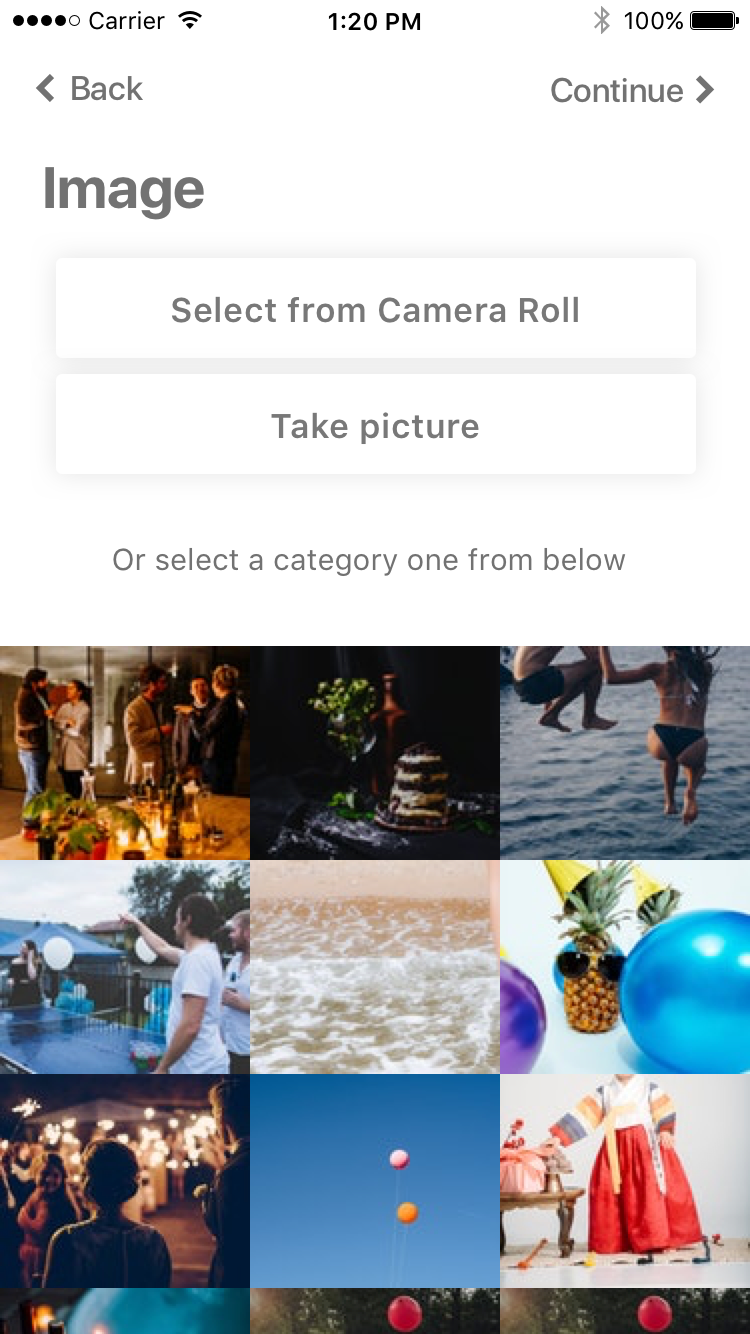 Carrier 1:20 PM 100%
Back Continue
Image
Select from Camera Roll
Take picture
Or select a category one from below